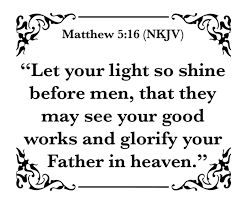 Matthew 5:16 (NKJV)
“Let your light so shine
before men, that they
may see your good
works and glorify your
Father in heaven.”